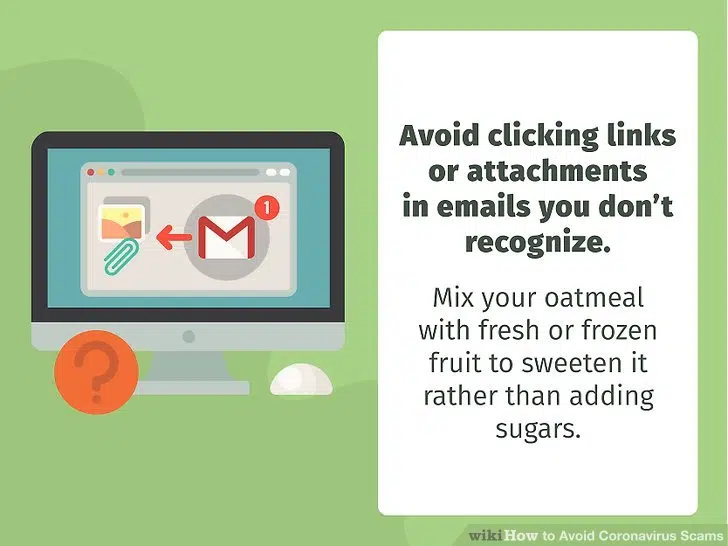 Avoid clicking links
or attachments
in emails you don't
recognize.
Mix your oatmeal
with fresh or frozen
fruit to sweeten it
rather than adding
sugars.
1
?
wikiHow to Avoid Coronavirus Scams